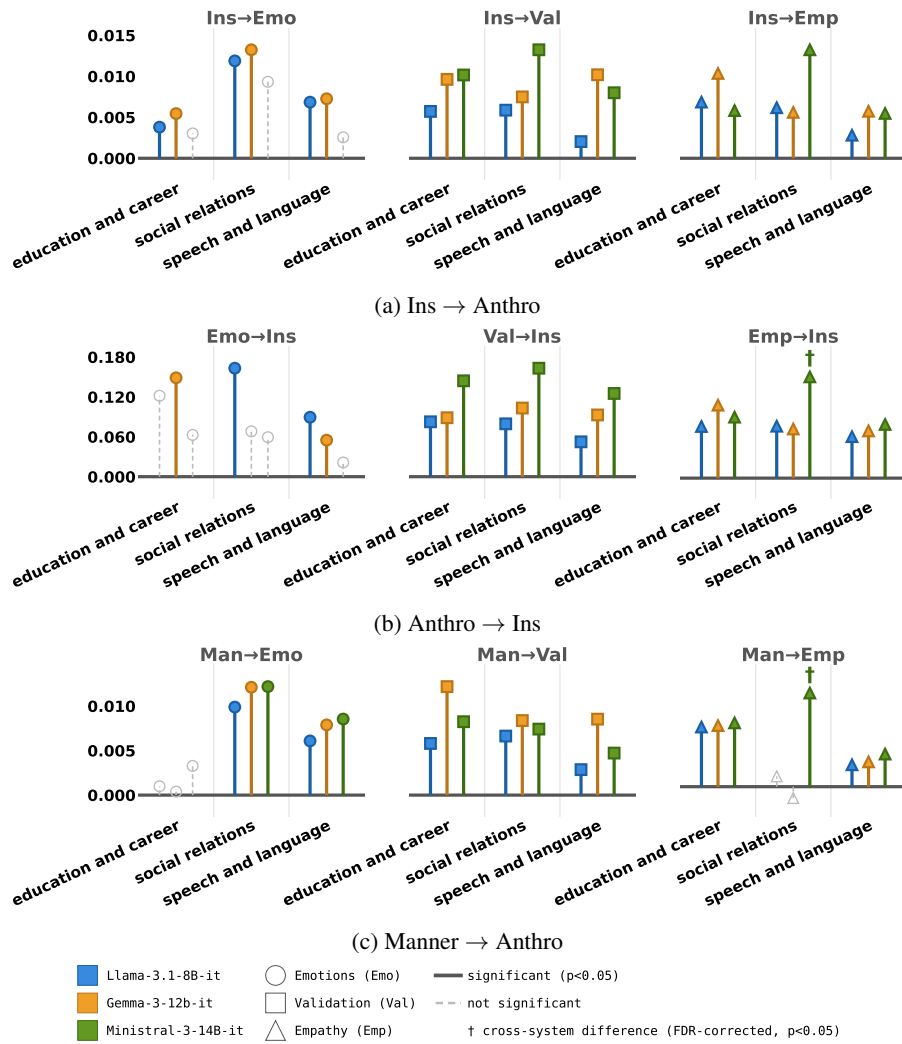 Ins→Emo Ins→Val Ins→Emp
0.015
0.010
0.005
0.000
education and career social relations speech and language education and career social relations speech and language education and career social relations speech and language
(a) Ins → Anthro
Emo→Ins Val→Ins Emp→Ins
0.180
†
0.120
0.060
0.000
education and career social relations speech and language education and career social relations speech and language education and career social relations speech and language
(b) Anthro → Ins
Man→Emo Man→Val Man→Emp
†
0.010
0.005
0.000
education and career social relations speech and language education and career social relations speech and language education and career social relations speech and language
(c) Manner → Anthro
Llama-3.1-8B-it Emotions (Emo) significant (p<0.05)
Gemma-3-12b-it Validation (Val) not significant
Ministral-3-14B-it Empathy (Emp) † cross-system difference (FDR-corrected, p<0.05)